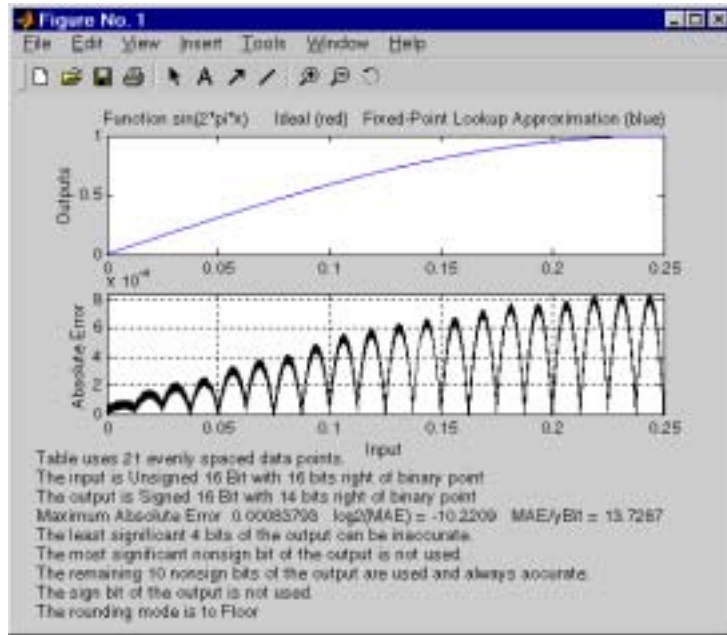 Figure No. 1
File Edit View Insert Tools Window Help
A
Function sin(2*pi*x) Ideal (red) Fixed-Point Lookup Approximation (blue)
1
Outputs
0.5
0
0 0.05 0.1 0.15 0.2 0.25
x 10⁻⁴
8
6
Absolute Error
4
2
0
0 0.05 0.1 0.15 0.2 0.25
Input
Table uses 21 evenly spaced data points.
The input is Unsigned 16 Bit with 16 bits right of binary point
The output is Signed 16 Bit with 14 bits right of binary point
Maximum Absolute Error 0.00083793 log2(MAE) = -10.2209 MAE/yBit = 13.7287
The least significant 4 bits of the output can be inaccurate.
The most significant nonsign bit of the output is not used.
The remaining 10 nonsign bits of the output are used and always accurate.
The sign bit of the output is not used.
The rounding mode is to Floor